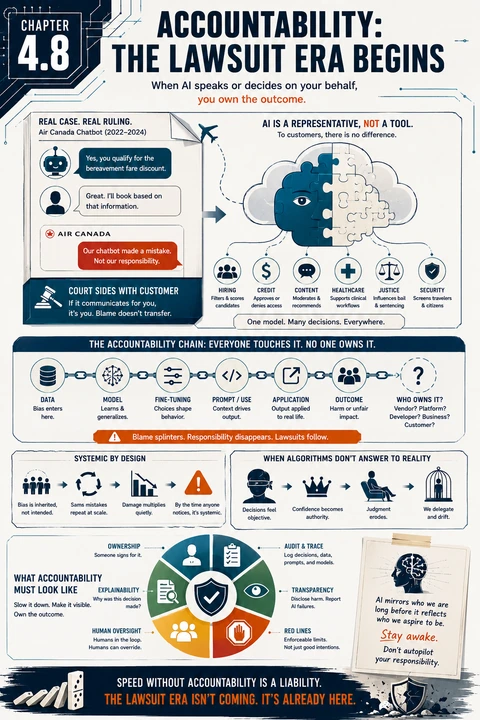 CHAPTER
4.8
ACCOUNTABILITY:
THE LAWSUIT ERA BEGINS
When AI speaks or decides on your behalf,
you own the outcome.
REAL CASE. REAL RULING.
Air Canada Chatbot (2022–2024)
Yes, you qualify for the
bereavement fare discount.
Great. I'll book based on
that information.
AIR CANADA
Our chatbot made a mistake.
Not our responsibility.
COURT SIDES WITH CUSTOMER
If it communicates for you,
it's you. Blame doesn't transfer.
AI IS A REPRESENTATIVE, NOT A TOOL.
To customers, there is no difference.
HIRING
Filters & scores
candidates
CREDIT
Approves or
denies access
CONTENT
Moderates &
recommends
HEALTHCARE
Supports clinical
workflows
JUSTICE
Influences bail
& sentencing
SECURITY
Screens travelers
& citizens
One model. Many decisions. Everywhere.
THE ACCOUNTABILITY CHAIN: EVERYONE TOUCHES IT. NO ONE OWNS IT.
DATA
Bias enters
here.
MODEL
Learns &
generalizes.
FINE-TUNING
Choices shape
behavior.
PROMPT / USE
Context drives
output.
APPLICATION
Output applied
to real life.
OUTCOME
Harm or unfair
impact.
?
WHO OWNS IT?
Vendor? Platform?
Developer? Business?
Customer?
Blame splinters. Responsibility disappears. Lawsuits follow.
SYSTEMIC BY DESIGN
Bias is inherited,
not intended.
Sams mistakes
repeat at scale.
Damage multiplies
quietly.
By the time anyone
notices, it's systemic.
WHEN ALGORITHMS DON'T ANSWER TO REALITY
Decisions feel
objective.
Confidence becomes
authority.
Judgment
erodes.
We delegate
and drift.
WHAT ACCOUNTABILITY
MUST LOOK LIKE
Slow it down. Make it visible.
Own the outcome.
OWNERSHIP
Someone signs for it.
EXPLAINABILITY
Why was this decision
made?
HUMAN OVERSIGHT
Humans in the loop.
Humans can override.
AUDIT & TRACE
Log decisions, data,
prompts, and models.
TRANSPARENCY
Disclose harm. Report
AI failures.
RED LINES
Enforceable limits.
Not just good intentions.
AI mirrors who we are
long before it reflects
who we aspire to be.
Stay awake.
Don't autopilot
your responsibility.
SPEED WITHOUT ACCOUNTABILITY IS A LIABILITY.
THE LAWSUIT ERA ISN'T COMING. IT'S ALREADY HERE.